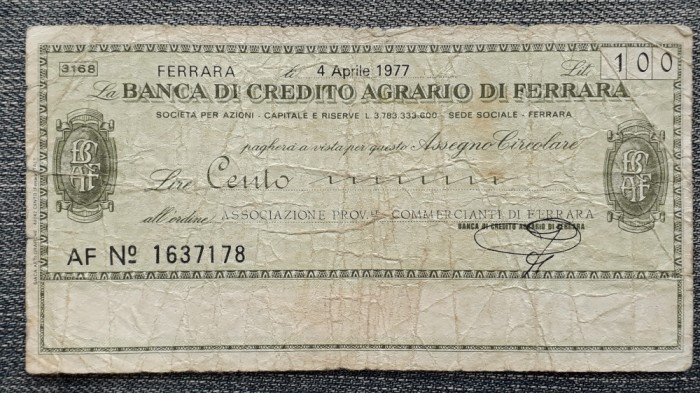 3168 FERRARA li 4 Aprile 1977 Lit. 100
La BANCA DI CREDITO AGRARIO DI FERRARA
SOCIETÀ PER AZIONI - CAPITALE E RISERVE L. 3.783.333.600 - SEDE SOCIALE - FERRARA
pagherà a vista per questo Assegno Circolare
Lire Cento
all'ordine ASSOCIAZIONE PROV.LE COMMERCIANTI DI FERRARA
BANCA DI CREDITO AGRARIO DI FERRARA
AF Nº 1637178